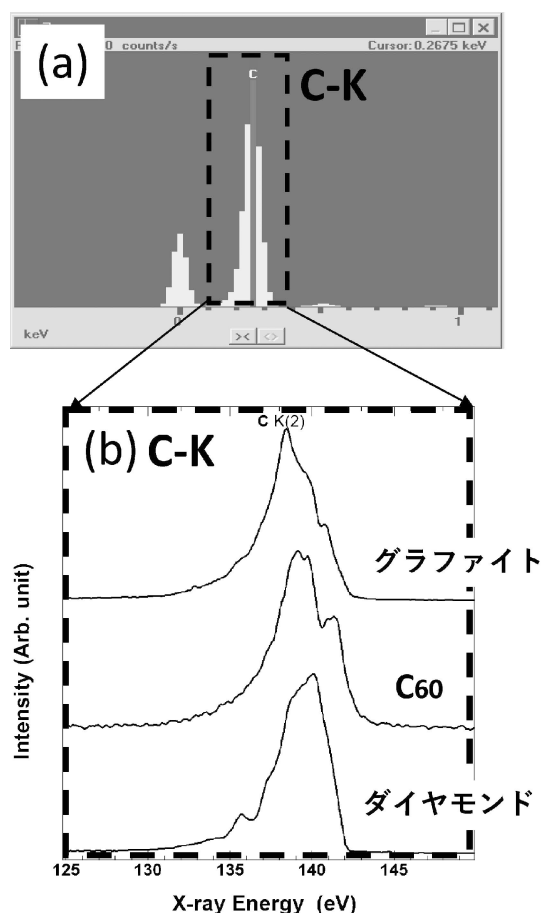 (a)
0 counts/s
Cursor: 0.2675 keV
C
C-K
0
1
keV
><
<>
(b) C-K
C K(2)
グラファイト
C60
ダイヤモンド
Intensity (Arb. unit)
125
130
135
140
145
X-ray Energy (eV)